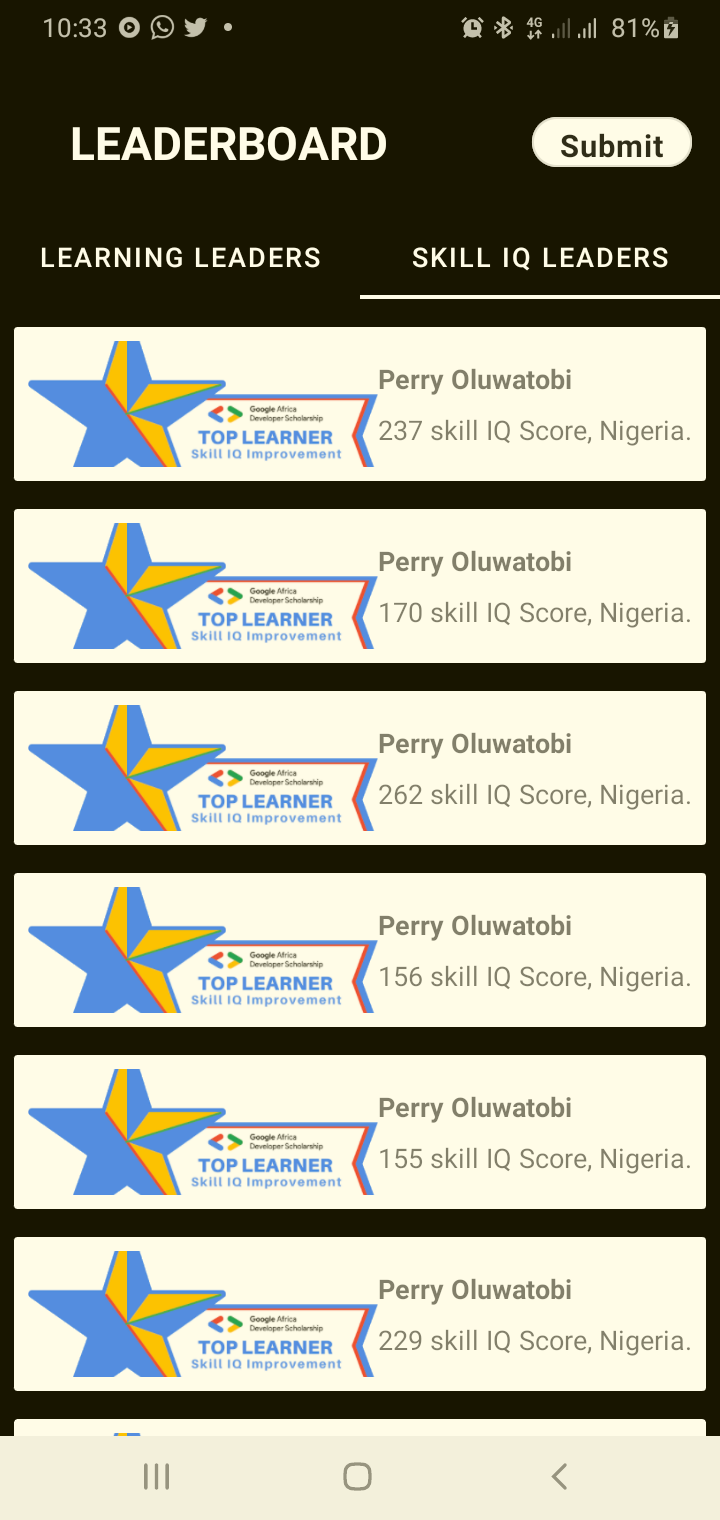 10:33 4G 81%
LEADERBOARD Submit
LEARNING LEADERS SKILL IQ LEADERS
Perry Oluwatobi
Google Africa
Developer Scholarship
TOP LEARNER
Skill IQ Improvement
237 skill IQ Score, Nigeria.
Perry Oluwatobi
Google Africa
Developer Scholarship
TOP LEARNER
Skill IQ Improvement
170 skill IQ Score, Nigeria.
Perry Oluwatobi
Google Africa
Developer Scholarship
TOP LEARNER
Skill IQ Improvement
262 skill IQ Score, Nigeria.
Perry Oluwatobi
Google Africa
Developer Scholarship
TOP LEARNER
Skill IQ Improvement
156 skill IQ Score, Nigeria.
Perry Oluwatobi
Google Africa
Developer Scholarship
TOP LEARNER
Skill IQ Improvement
155 skill IQ Score, Nigeria.
Perry Oluwatobi
Google Africa
Developer Scholarship
TOP LEARNER
Skill IQ Improvement
229 skill IQ Score, Nigeria.